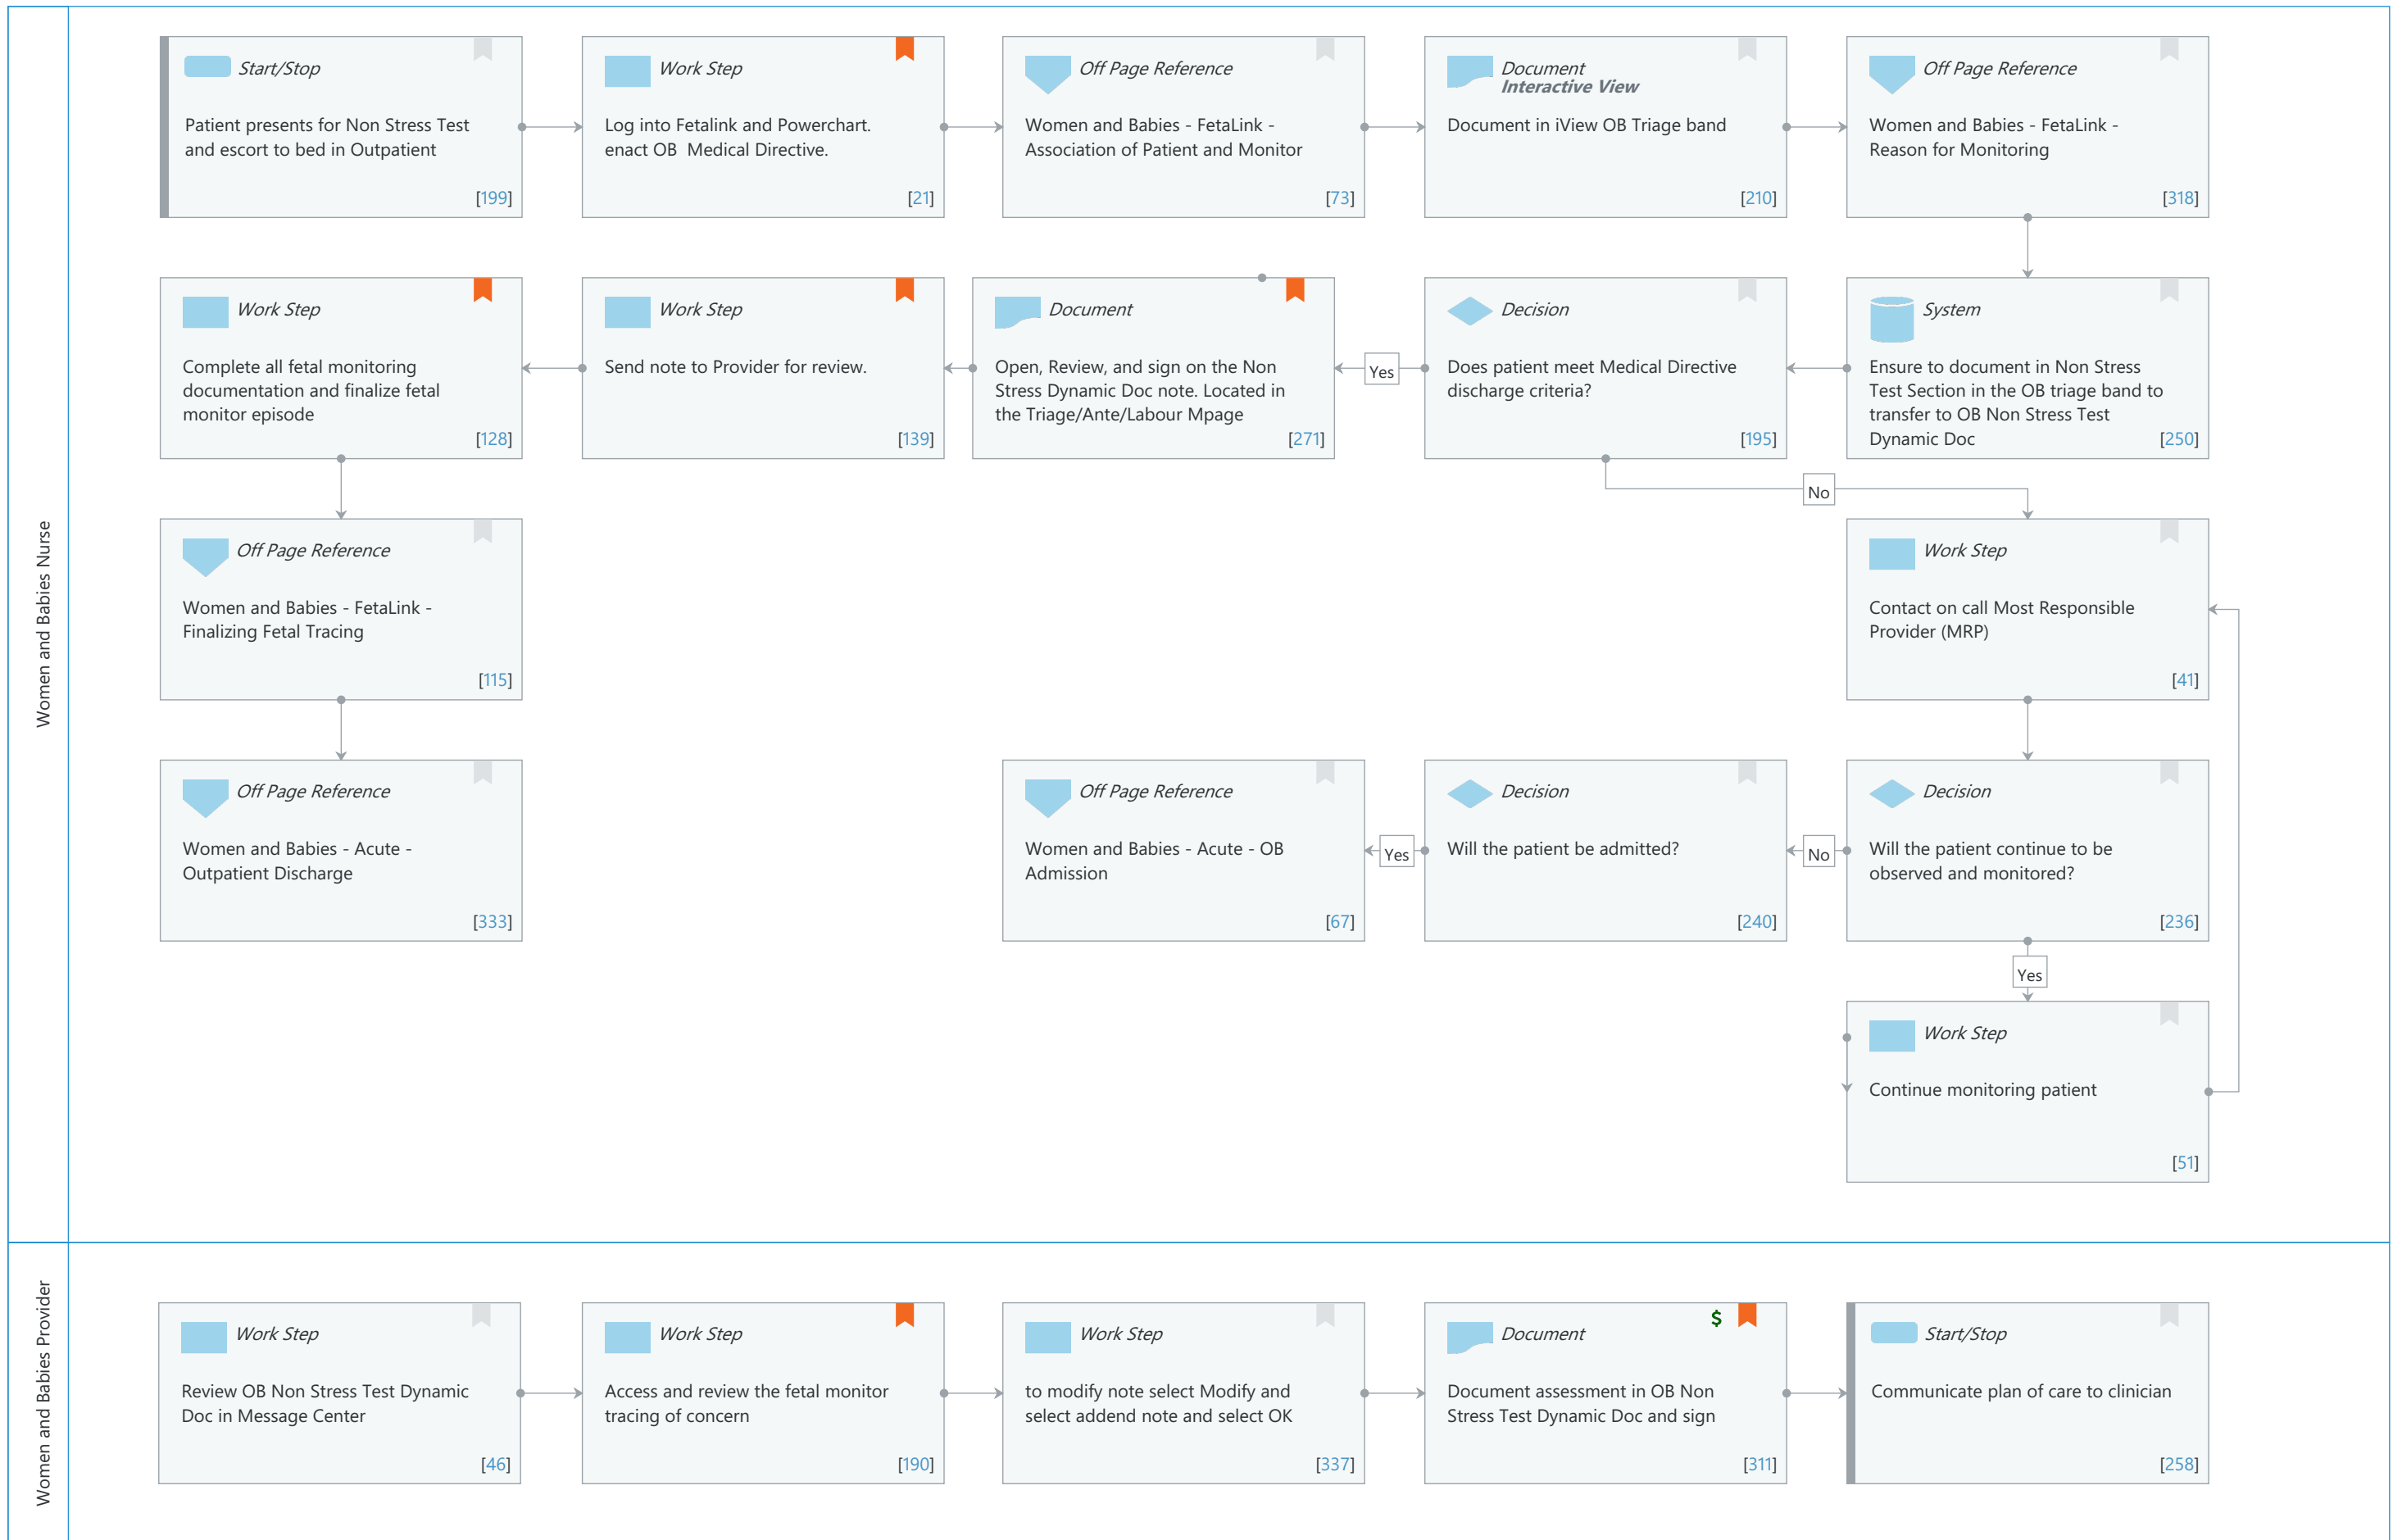 Women and Babies Nurse
Start/Stop
Patient presents for Non Stress Test
and escort to bed in Outpatient
[199]
Work Step
Log into Fetalink and Powerchart.
enact OB  Medical Directive.
[21]
Off Page Reference
Women and Babies - FetaLink -
Association of Patient and Monitor
[73]
Document
Interactive View
Document in iView OB Triage band
[210]
Off Page Reference
Women and Babies - FetaLink -
Reason for Monitoring
[318]
Work Step
Complete all fetal monitoring
documentation and finalize fetal
monitor episode
[128]
Work Step
Send note to Provider for review.
[139]
Document
Open, Review, and sign on the Non
Stress Dynamic Doc note. Located in
the Triage/Ante/Labour Mpage
[271]
Yes
Decision
Does patient meet Medical Directive
discharge criteria?
[195]
System
Ensure to document in Non Stress
Test Section in the OB triage band to
transfer to OB Non Stress Test
Dynamic Doc
[250]
No
Off Page Reference
Women and Babies - FetaLink -
Finalizing Fetal Tracing
[115]
Work Step
Contact on call Most Responsible
Provider (MRP)
[41]
Off Page Reference
Women and Babies - Acute -
Outpatient Discharge
[333]
Off Page Reference
Women and Babies - Acute - OB
Admission
[67]
Yes
Decision
Will the patient be admitted?
[240]
No
Decision
Will the patient continue to be
observed and monitored?
[236]
Yes
Work Step
Continue monitoring patient
[51]
Women and Babies Provider
Work Step
Review OB Non Stress Test Dynamic
Doc in Message Center
[46]
Work Step
Access and review the fetal monitor
tracing of concern
[190]
Work Step
to modify note select Modify and
select addend note and select OK
[337]
$
Document
Document assessment in OB Non
Stress Test Dynamic Doc and sign
[311]
Start/Stop
Communicate plan of care to clinician
[258]